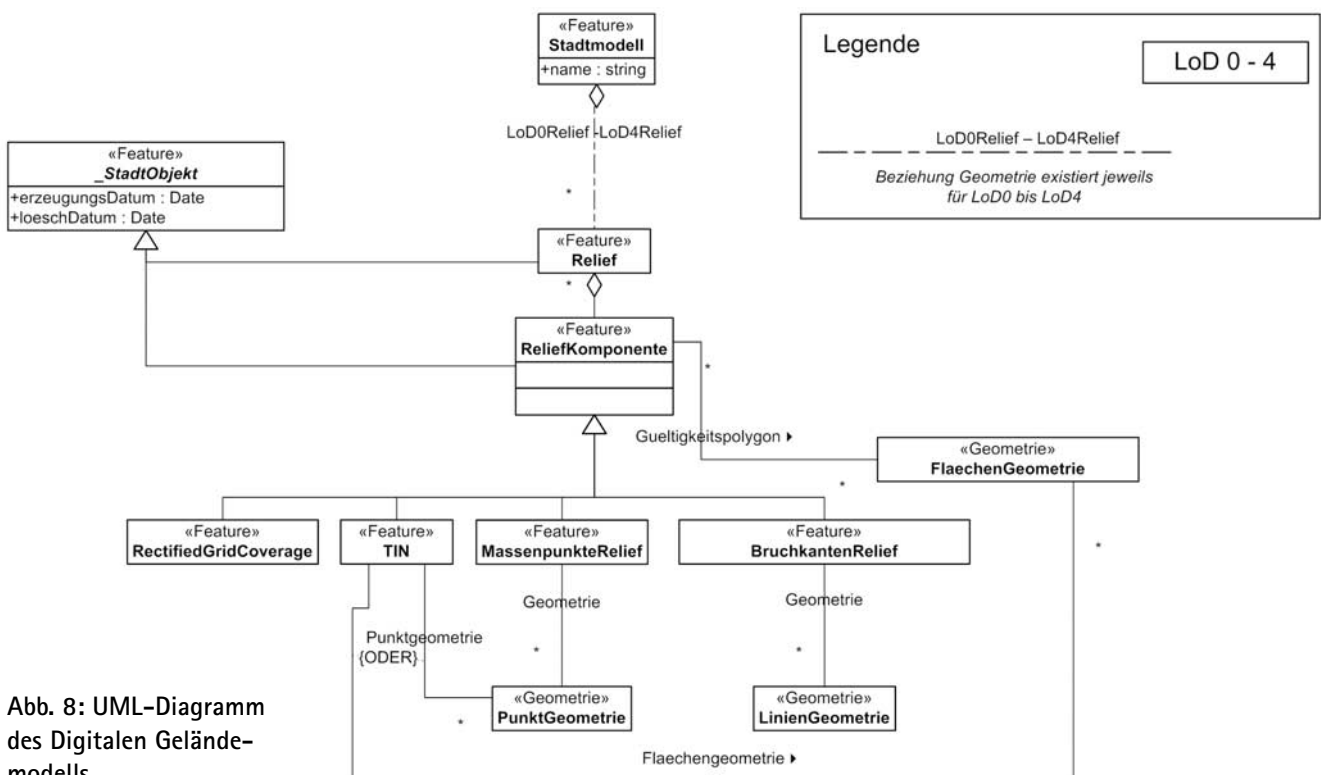 «Feature»
Stadtmodell
+name : string
LoD0Relief -LoD4Relief
*
Legende
LoD 0 - 4
LoD0Relief – LoD4Relief
Beziehung Geometrie existiert jeweils
für LoD0 bis LoD4
«Feature»
_StadtObjekt
+erzeugungsDatum : Date
+loeschDatum : Date
«Feature»
Relief
*
«Feature»
ReliefKomponente
*
Gueltigkeitspolygon
«Geometrie»
FlaechenGeometrie
*
*
«Feature»
RectifiedGridCoverage
«Feature»
TIN
«Feature»
MassenpunkteRelief
«Feature»
BruchkantenRelief
Geometrie
Geometrie
Punktgeometrie
{ODER}
*
*
*
«Geometrie»
PunktGeometrie
«Geometrie»
LinienGeometrie
Flaechengeometrie
Abb. 8: UML-Diagramm
des Digitalen Gelände-
modells